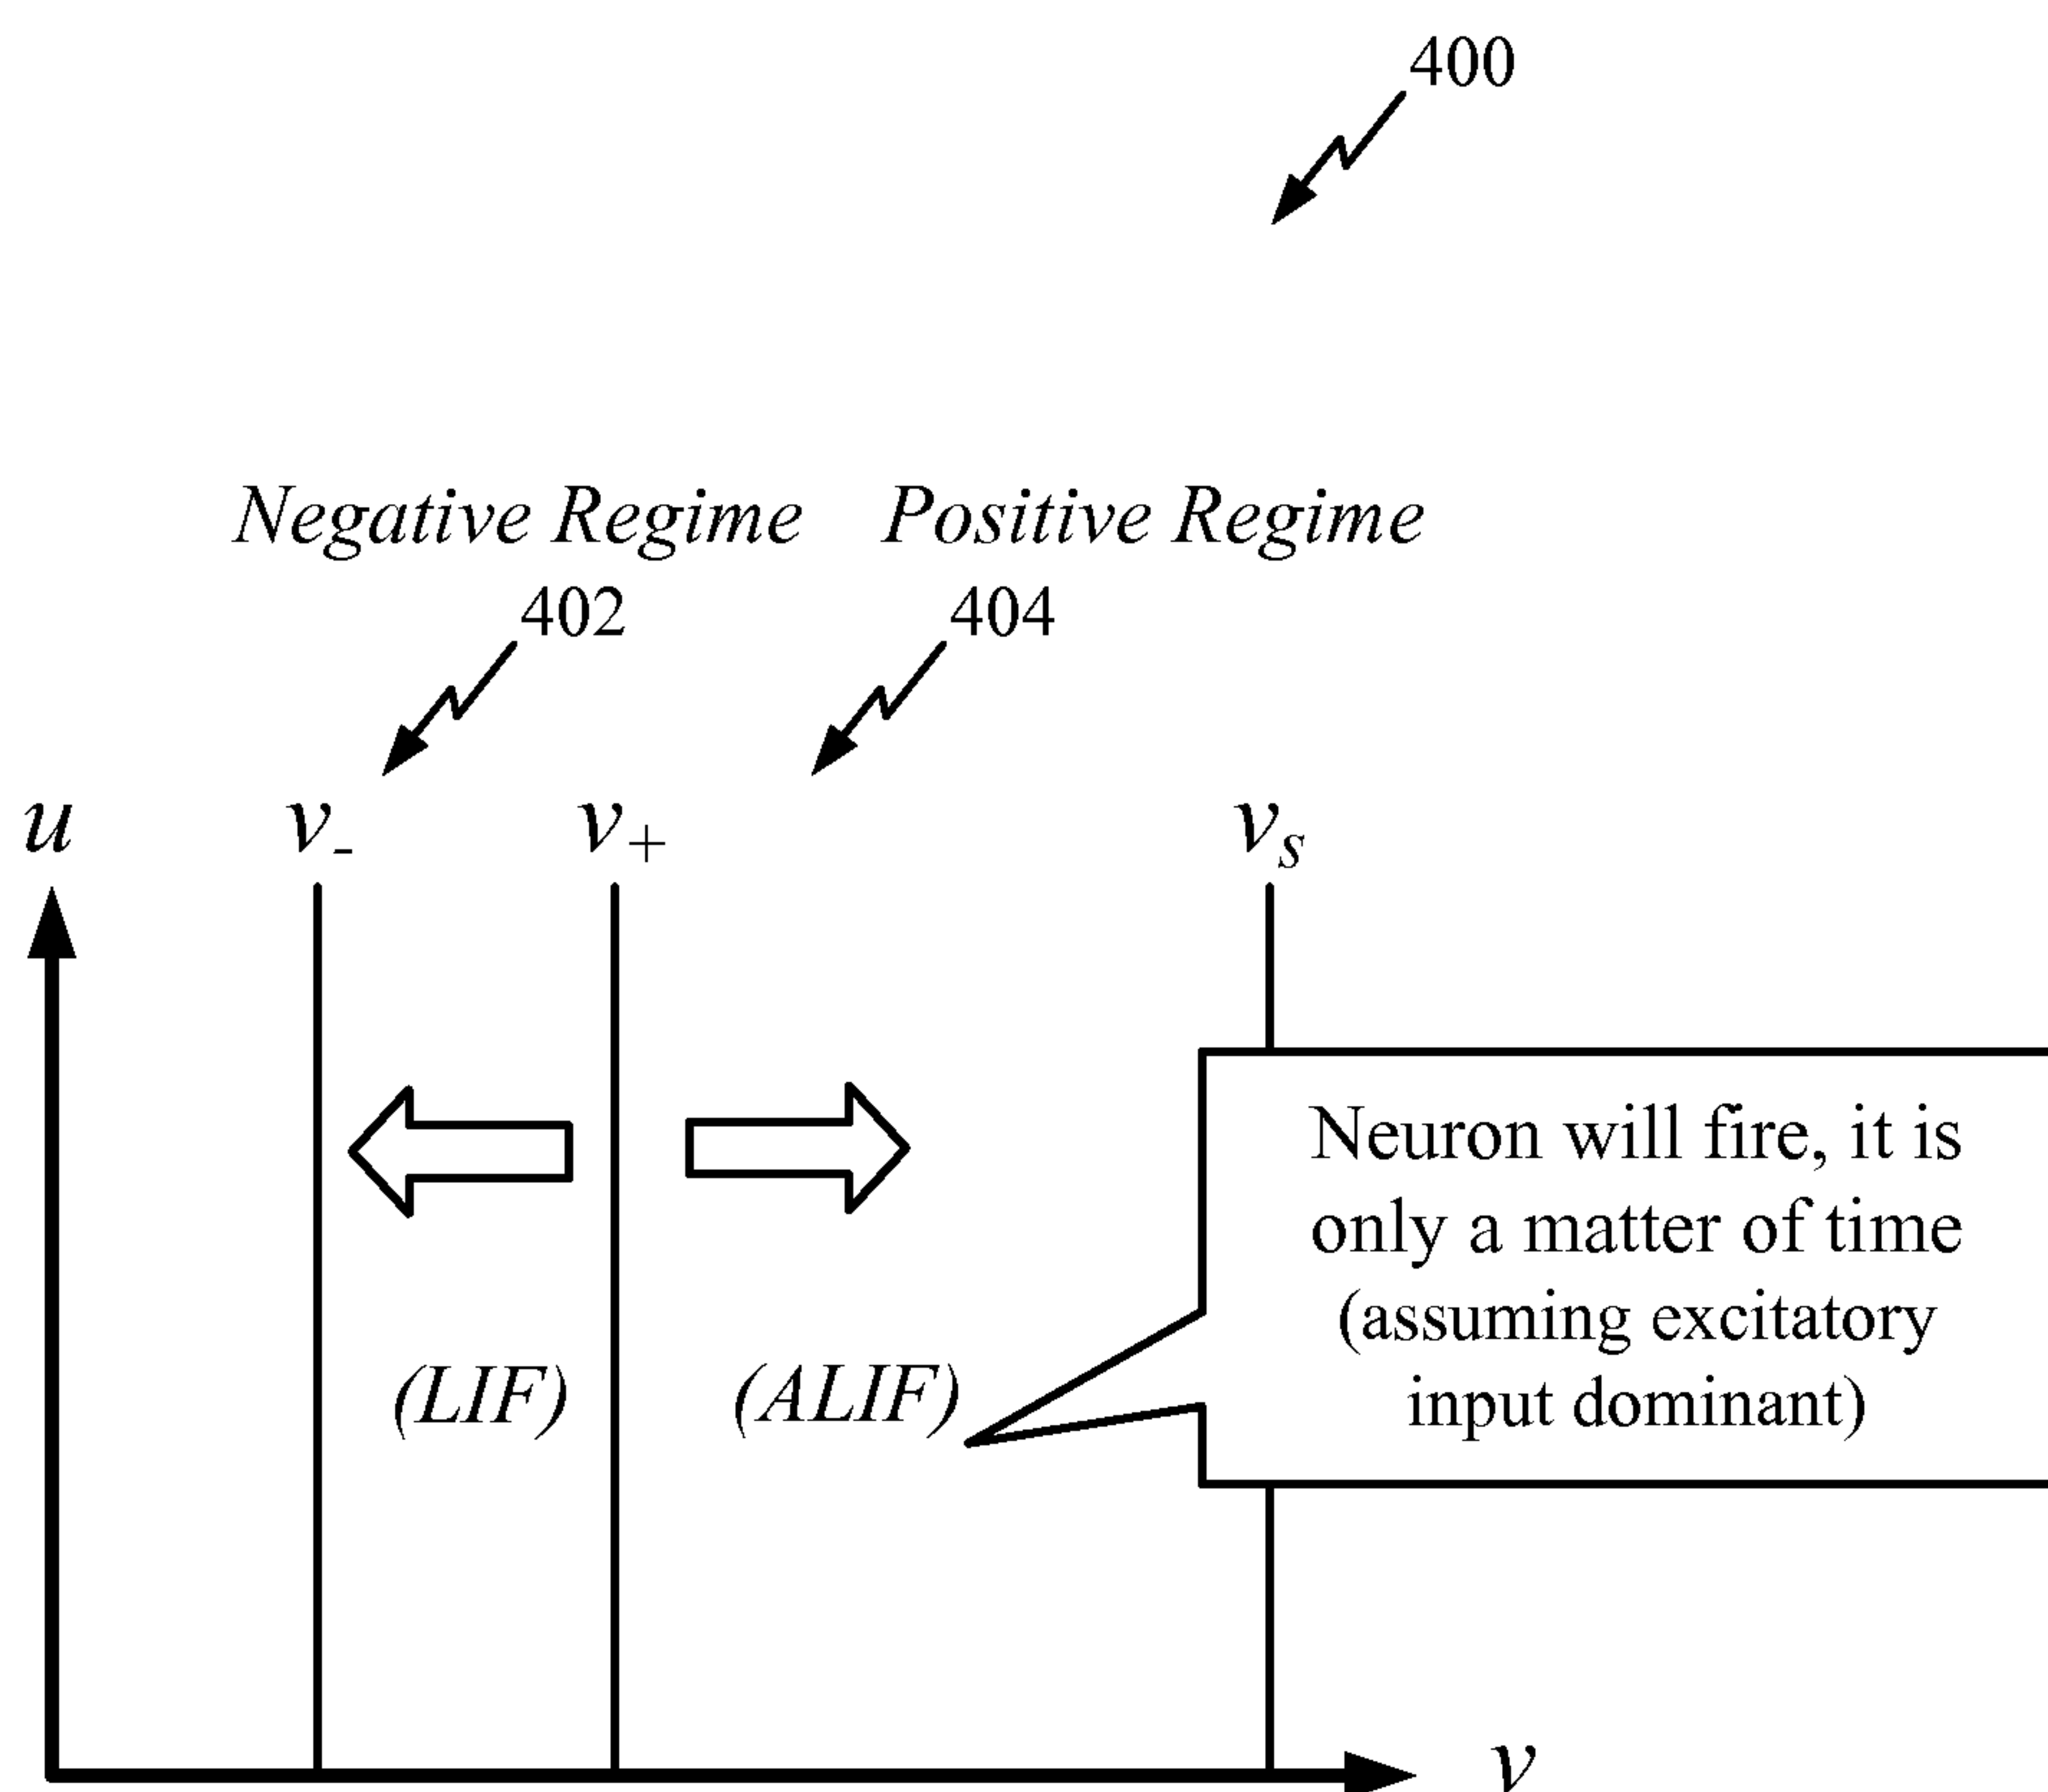 400
Negative Regime Positive Regime
402 404
u v- v+ vs
Neuron will fire, it is
only a matter of time
(assuming excitatory
input dominant)
(LIF) (ALIF)
v